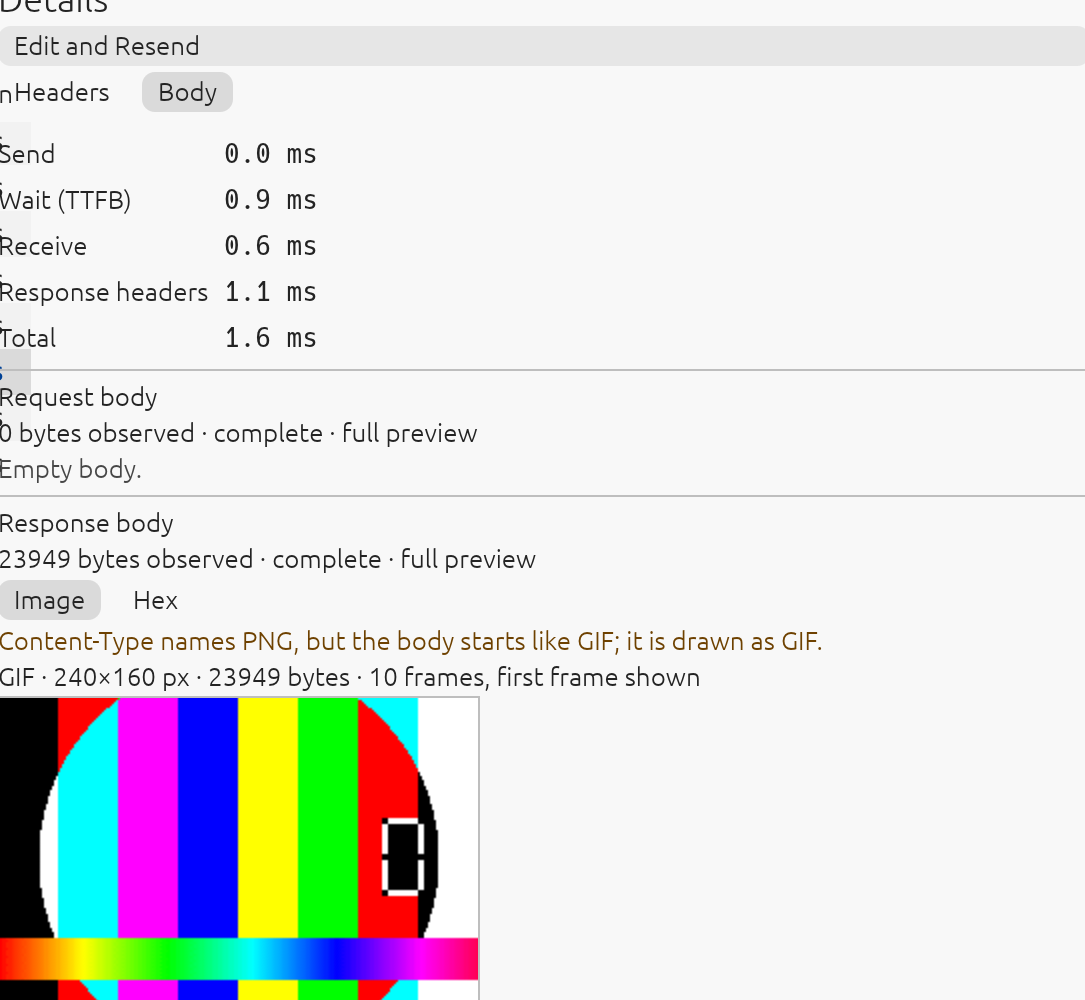 Details
Edit and Resend
Headers Body
Send 0.0 ms
Wait (TTFB) 0.9 ms
Receive 0.6 ms
Response headers 1.1 ms
Total 1.6 ms
Request body
0 bytes observed · complete · full preview
Empty body.
Response body
23949 bytes observed · complete · full preview
Image Hex
Content-Type names PNG, but the body starts like GIF; it is drawn as GIF.
GIF · 240×160 px · 23949 bytes · 10 frames, first frame shown